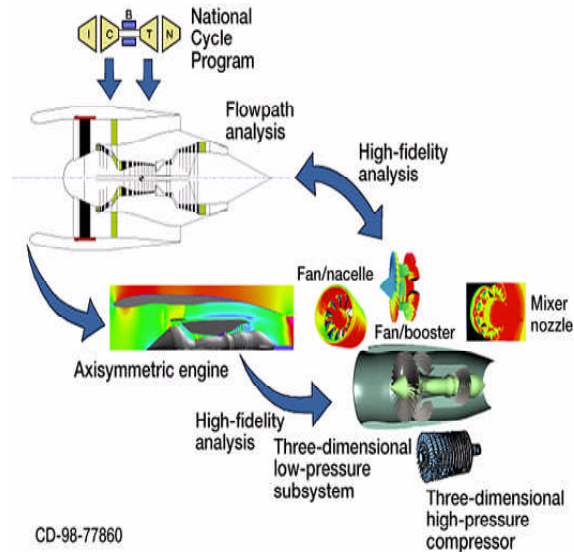 B
I C T N
National
Cycle
Program
Flowpath
analysis
High-fidelity
analysis
Fan/nacelle
Fan/booster
Mixer
nozzle
Axisymmetric engine
High-fidelity
analysis
Three-dimensional
low-pressure
subsystem
Three-dimensional
high-pressure
compressor
CD-98-77860